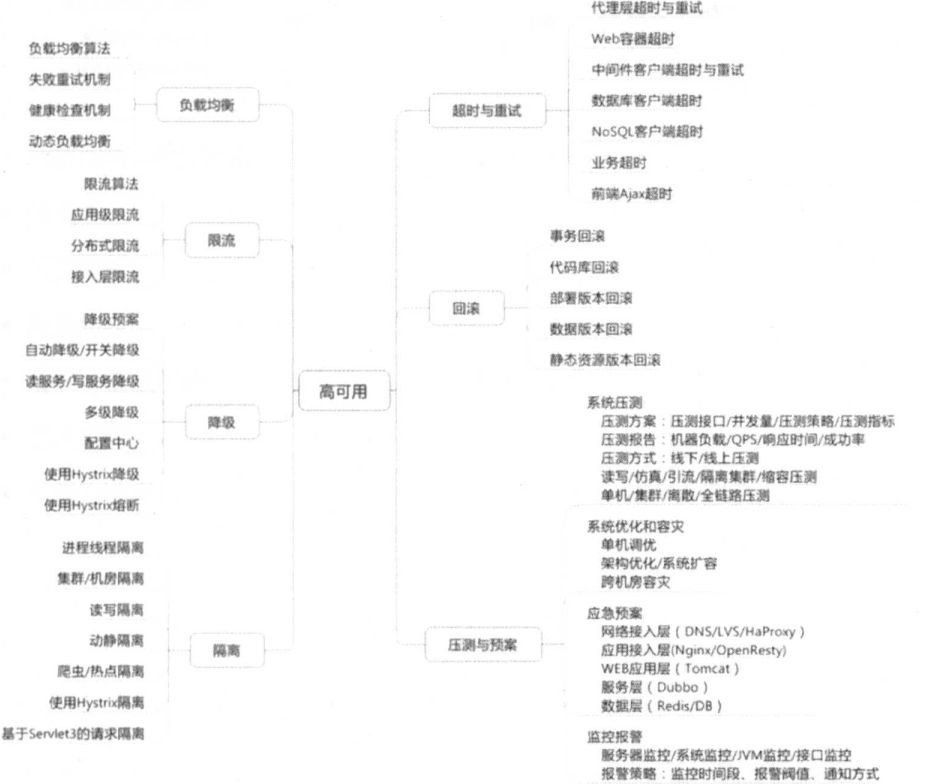 高可用
负载均衡
负载均衡算法
失败重试机制
健康检查机制
动态负载均衡
限流
限流算法
应用级限流
分布式限流
接入层限流
降级
降级预案
自动降级/开关降级
读服务/写服务降级
多级降级
配置中心
使用Hystrix降级
使用Hystrix熔断
隔离
进程线程隔离
集群/机房隔离
读写隔离
动静隔离
爬虫/热点隔离
使用Hystrix隔离
基于Servlet3的请求隔离
超时与重试
代理层超时与重试
Web容器超时
中间件客户端超时与重试
数据库客户端超时
NoSQL客户端超时
业务超时
前端Ajax超时
回滚
事务回滚
代码库回滚
部署版本回滚
数据版本回滚
静态资源版本回滚
压测与预案
系统压测
压测方案：压测接口/并发量/压测策略/压测指标
压测报告：机器负载/QPS/响应时间/成功率
压测方式：线下/线上压测
读写/仿真/引流/隔离集群/缩容压测
单机/集群/离散/全链路压测
系统优化和容灾
单机调优
架构优化/系统扩容
跨机房容灾
应急预案
网络接入层（DNS/LVS/HaProxy）
应用接入层(Nginx/OpenResty)
WEB应用层（Tomcat）
服务层（Dubbo）
数据层（Redis/DB）
监控报警
服务器监控/系统监控/JVM监控/接口监控
报警策略：监控时间段、报警阀值、通知方式